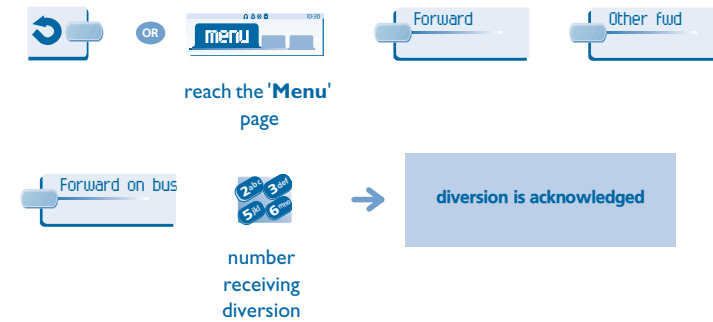 OR
10:30
menu
Forward
Other fwd
reach the 'Menu'
page
Forward on bus
2abc 3def
5jkl 6mno
diversion is acknowledged
number
receiving
diversion